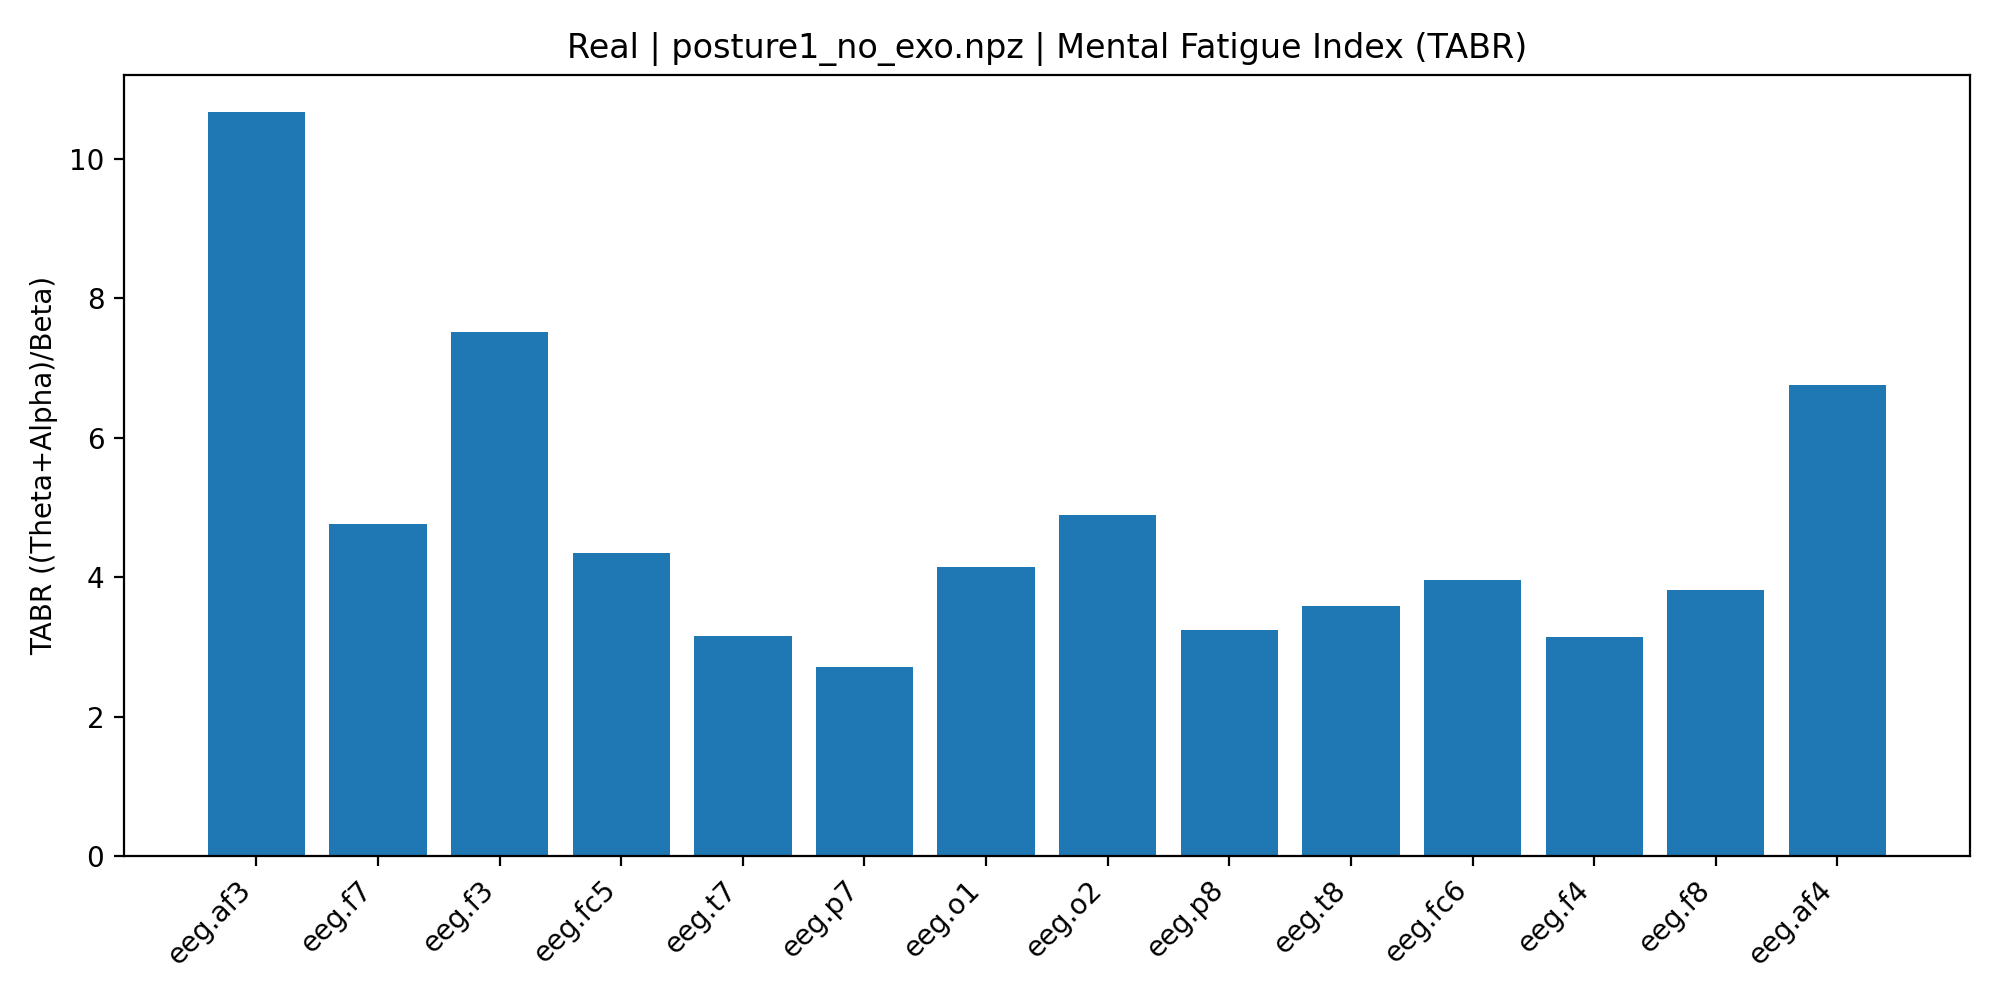 Real | posture1_no_exo.npz | Mental Fatigue Index (TABR)
TABR ((Theta+Alpha)/Beta)
10
8
6
4
2
0
eeg.af3
eeg.f7
eeg.f3
eeg.fc5
eeg.t7
eeg.p7
eeg.o1
eeg.o2
eeg.p8
eeg.t8
eeg.fc6
eeg.f4
eeg.f8
eeg.af4